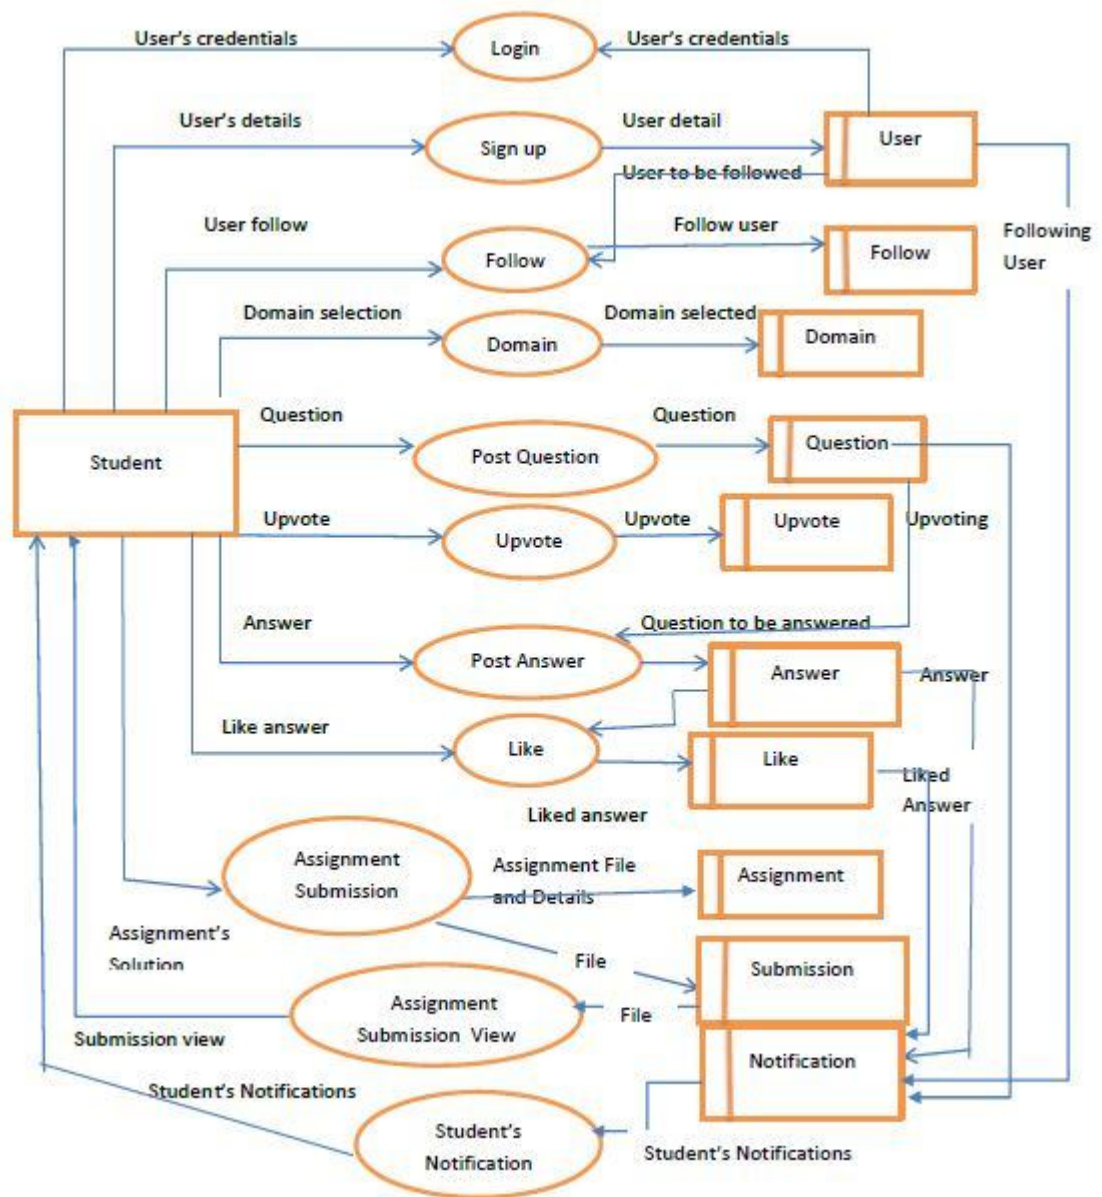 User's credentials
Login
User's credentials
User's details
Sign up
User detail
User
User to be followed
User follow
Follow
Follow user
Follow
Following
User
Domain selection
Domain
Domain selected
Domain
Student
Question
Post Question
Question
Question
Upvote
Upvote
Upvote
Upvote
Upvoting
Answer
Post Answer
Question to be answered
Answer
Answer
Like answer
Like
Like
Liked
Answer
Liked answer
Assignment
Submission
Assignment File
and Details
Assignment
Assignment's
Solution
File
Submission
Assignment
Submission View
File
Submission view
Notification
Student's Notifications
Student's
Notification
Student's Notifications